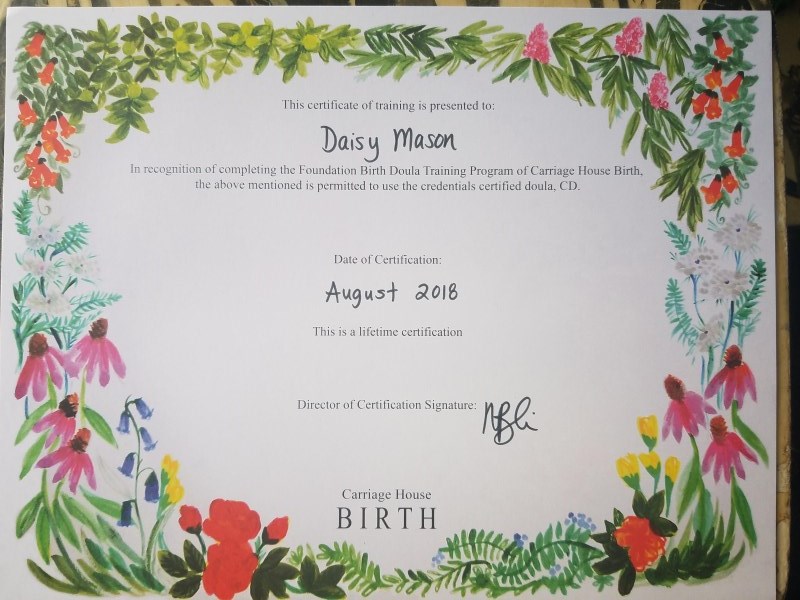 This certificate of training is presented to:
Daisy Mason
In recognition of completing the Foundation Birth Doula Training Program of Carriage House Birth,
the above mentioned is permitted to use the credentials certified doula, CD.
Date of Certification:
August 2018
This is a lifetime certification
Director of Certification Signature:
Carriage House
BIRTH